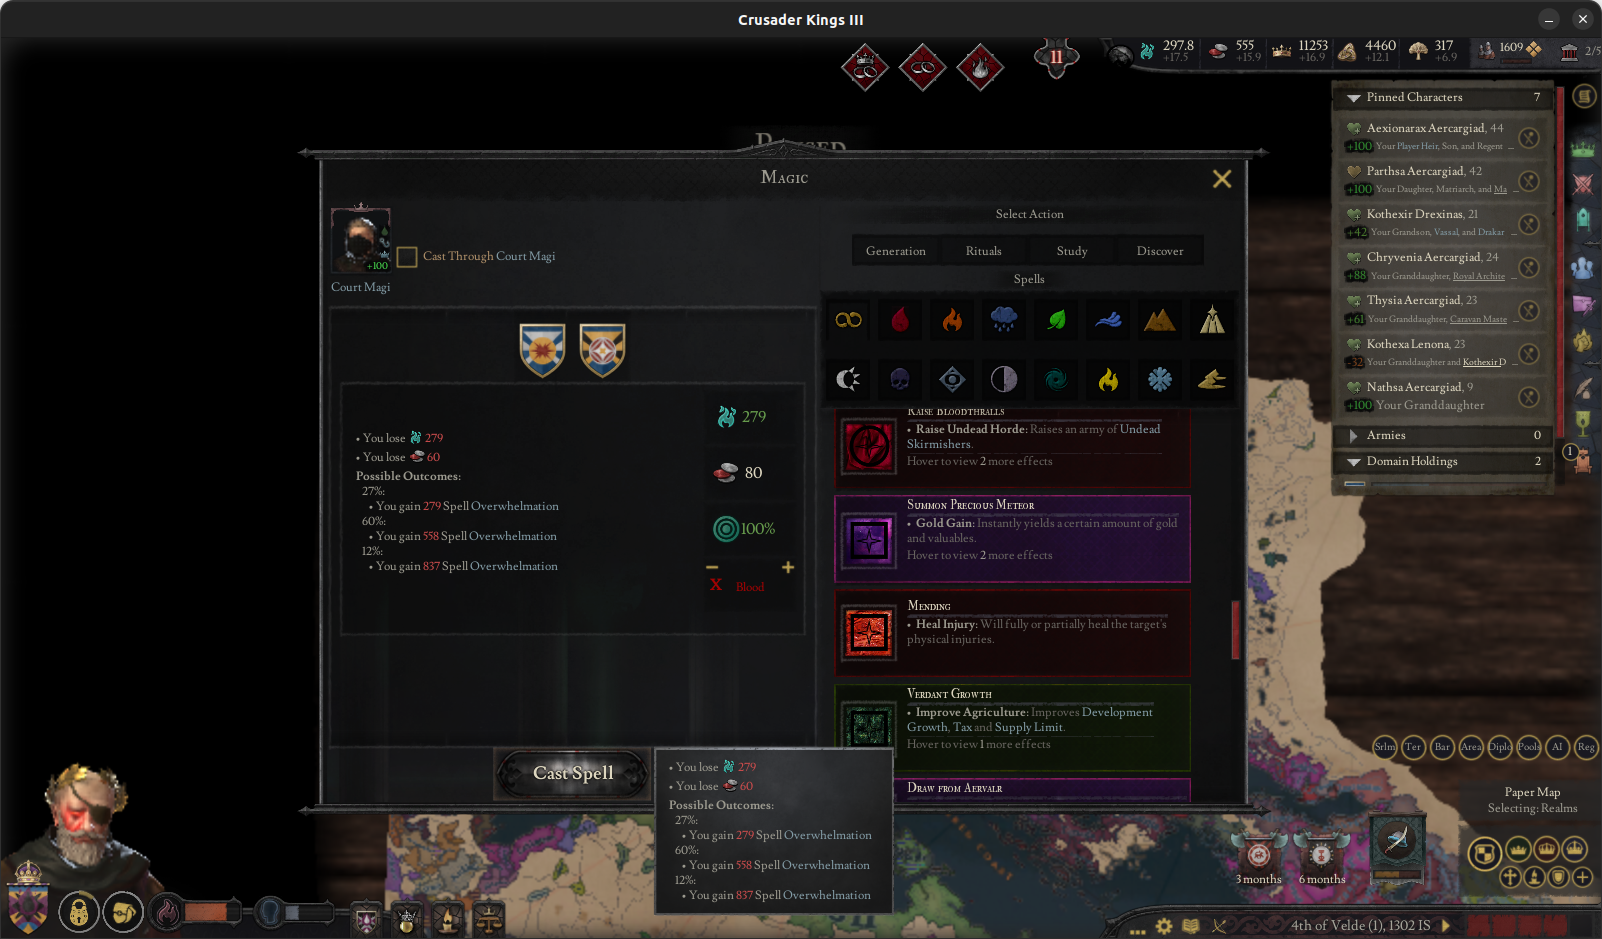 Crusader Kings III
11
297.8
+17.5
555
+15.9
11253
+16.9
4460
+12.1
317
+6.9
1609
2/5
Pinned Characters 7
Aexionarax Aercargiad, 44
+100 Your Player Heir, Son, and Regent ...
Parthsa Aercargiad, 42
+100 Your Daughter, Matriarch, and Ma ...
Kothexir Drexinas, 21
+42 Your Grandson, Vassal, and Drakar
Chryvenia Aercargiad, 24
+88 Your Granddaughter, Royal Archite ...
Thysia Aercargiad, 23
+61 Your Granddaughter, Caravan Maste ...
Kothexa Lenona, 23
-32 Your Granddaughter and Kothexir D ...
Nathsa Aercargiad, 9
+100 Your Granddaughter
Armies 0
Domain Holdings 2
1
Magic
+100
Court Magi
Cast Through Court Magi
Select Action
Generation Rituals Study Discover
Spells
• You lose 279
• You lose 60
Possible Outcomes:
27%:
• You gain 279 Spell Overwhelmation
60%:
• You gain 558 Spell Overwhelmation
12%:
• You gain 837 Spell Overwhelmation
279
80
100%
X Blood
Raise Bloodthralls
• Raise Undead Horde: Raises an army of Undead
Skirmishers.
Hover to view 2 more effects
Summon Precious Meteor
• Gold Gain: Instantly yields a certain amount of gold
and valuables.
Hover to view 2 more effects
Mending
• Heal Injury: Will fully or partially heal the target's
physical injuries.
Verdant Growth
• Improve Agriculture: Improves Development
Growth, Tax and Supply Limit.
Hover to view 1 more effects
Draw from Aervalr
Cast Spell
• You lose 279
• You lose 60
Possible Outcomes:
27%:
• You gain 279 Spell Overwhelmation
60%:
• You gain 558 Spell Overwhelmation
12%:
• You gain 837 Spell Overwhelmation
Srlm Ter Bar Area Diplo Pools AI Reg
Paper Map
Selecting: Realms
3 months
6 months
4th of Velde (1), 1302 IS